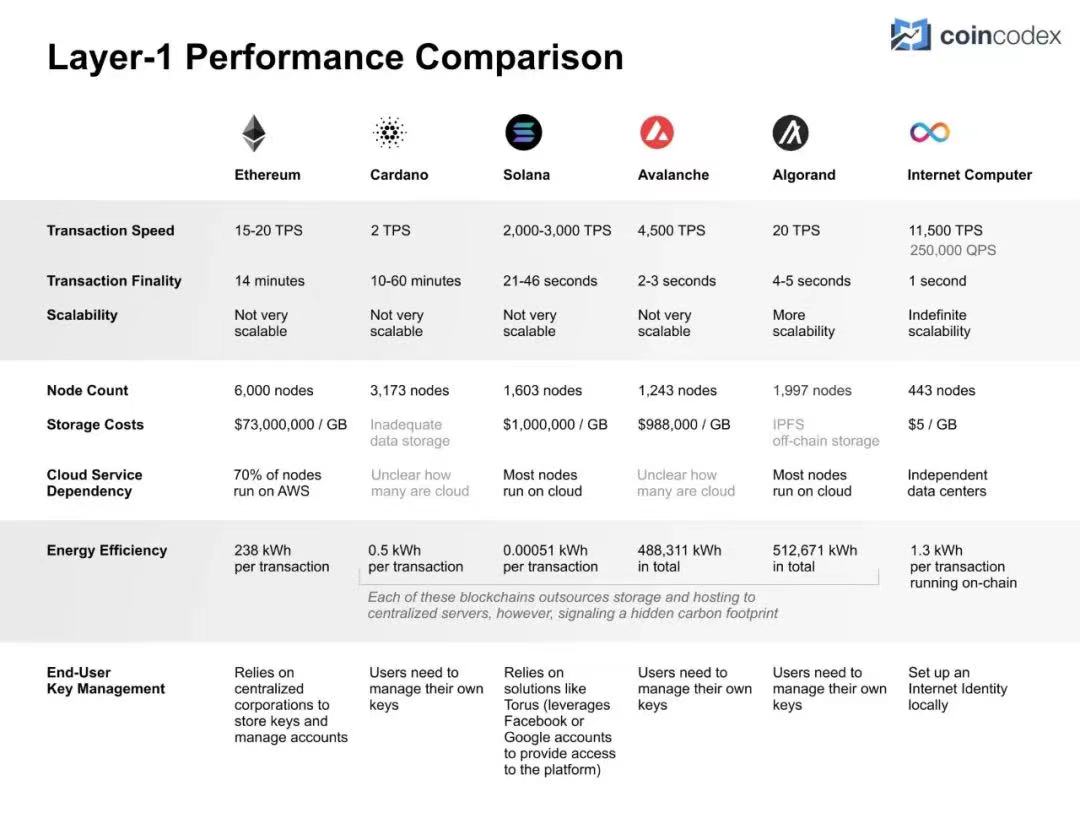 coincodex
Layer-1 Performance Comparison
Ethereum Cardano Solana Avalanche Algorand Internet Computer
Transaction Speed 15-20 TPS 2 TPS 2,000-3,000 TPS 4,500 TPS 20 TPS 11,500 TPS
250,000 QPS
Transaction Finality 14 minutes 10-60 minutes 21-46 seconds 2-3 seconds 4-5 seconds 1 second
Scalability Not very Not very Not very Not very More Indefinite
scalable scalable scalable scalable scalability scalability
Node Count 6,000 nodes 3,173 nodes 1,603 nodes 1,243 nodes 1,997 nodes 443 nodes
Storage Costs $73,000,000 / GB Inadequate $1,000,000 / GB $988,000 / GB IPFS $5 / GB
data storage off-chain storage
Cloud Service 70% of nodes Unclear how Most nodes Unclear how Most nodes Independent
Dependency run on AWS many are cloud run on cloud many are cloud run on cloud data centers
Energy Efficiency 238 kWh 0.5 kWh 0.00051 kWh 488,311 kWh 512,671 kWh 1.3 kWh
per transaction per transaction per transaction in total in total per transaction
running on-chain
Each of these blockchains outsources storage and hosting to
centralized servers, however, signaling a hidden carbon footprint
End-User Relies on Users need to Relies on Users need to Users need to Set up an
Key Management centralized manage their own solutions like manage their own manage their own Internet Identity
corporations to keys Torus (leverages keys keys locally
store keys and Facebook or
manage accounts Google accounts
to provide access
to the platform)